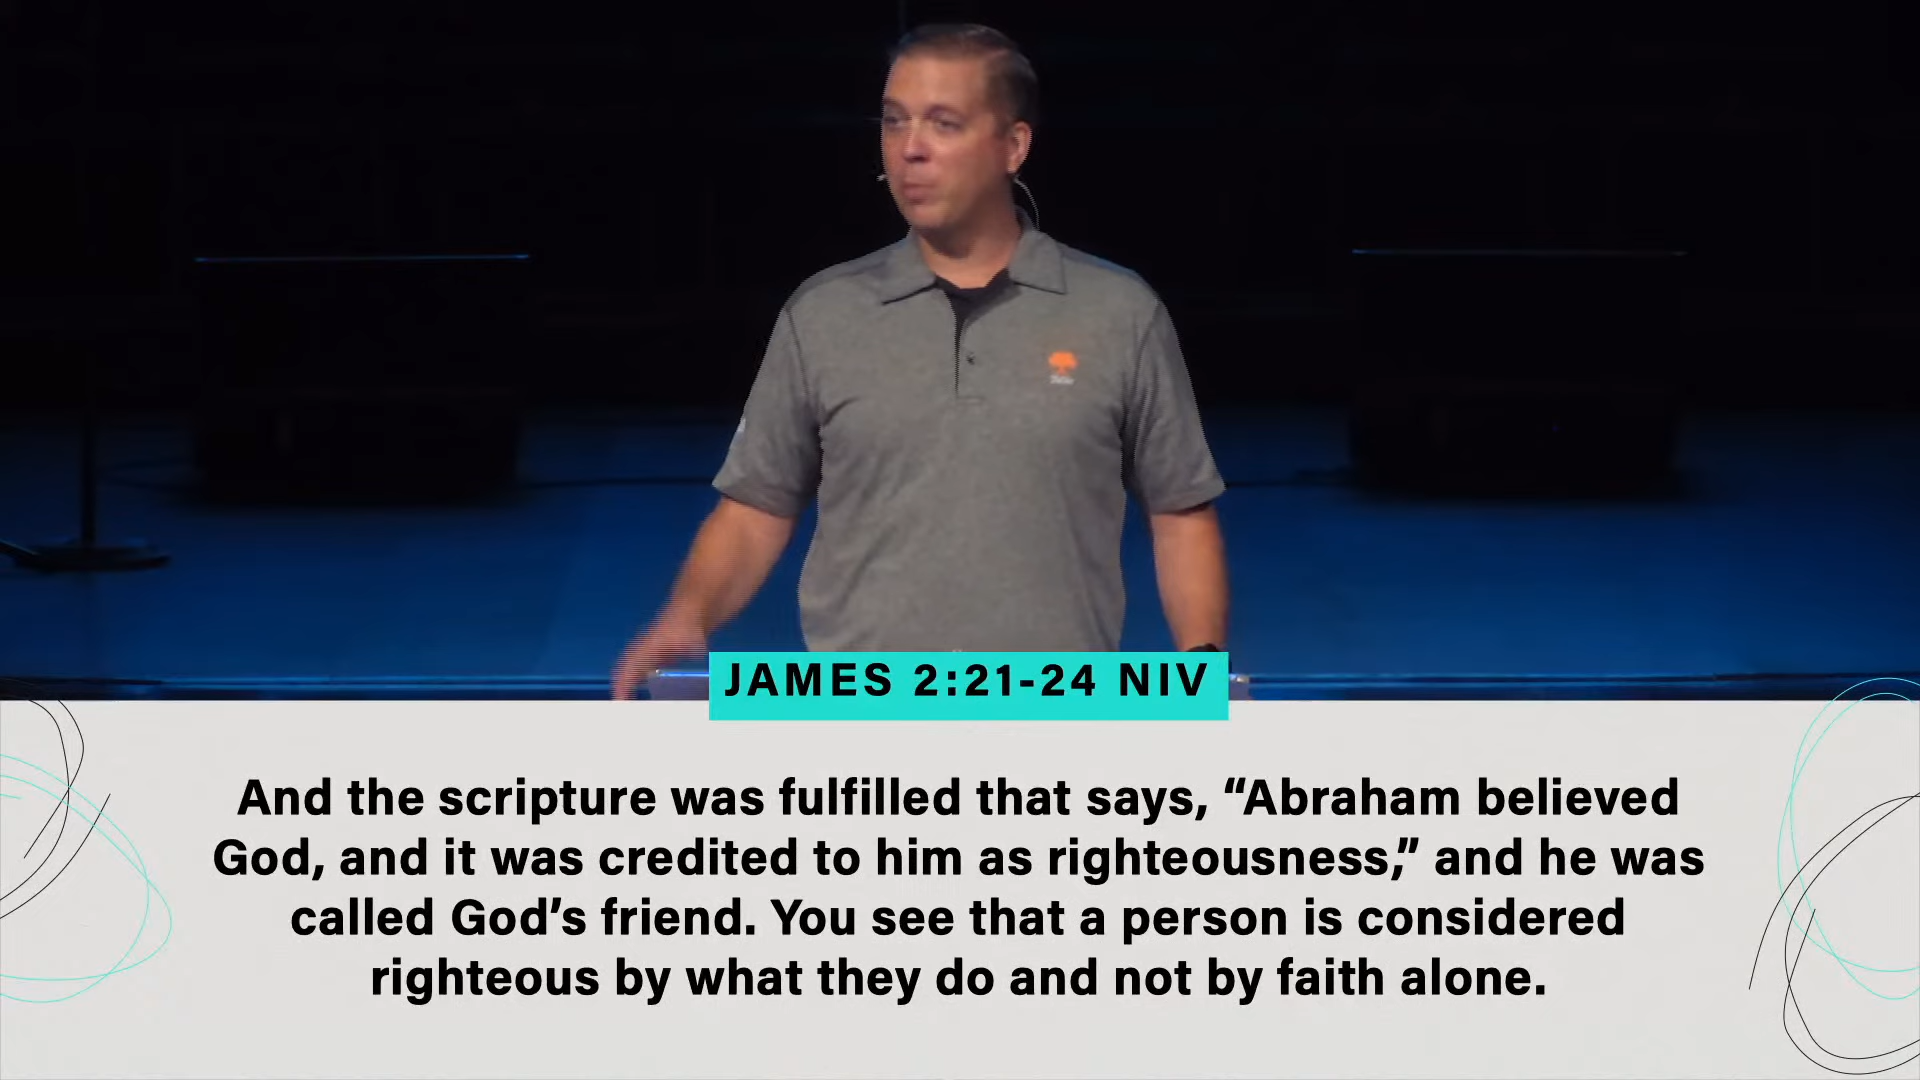 JAMES 2:21-24 NIV
And the scripture was fulfilled that says, “Abraham believed
God, and it was credited to him as righteousness,” and he was
called God’s friend. You see that a person is considered
righteous by what they do and not by faith alone.